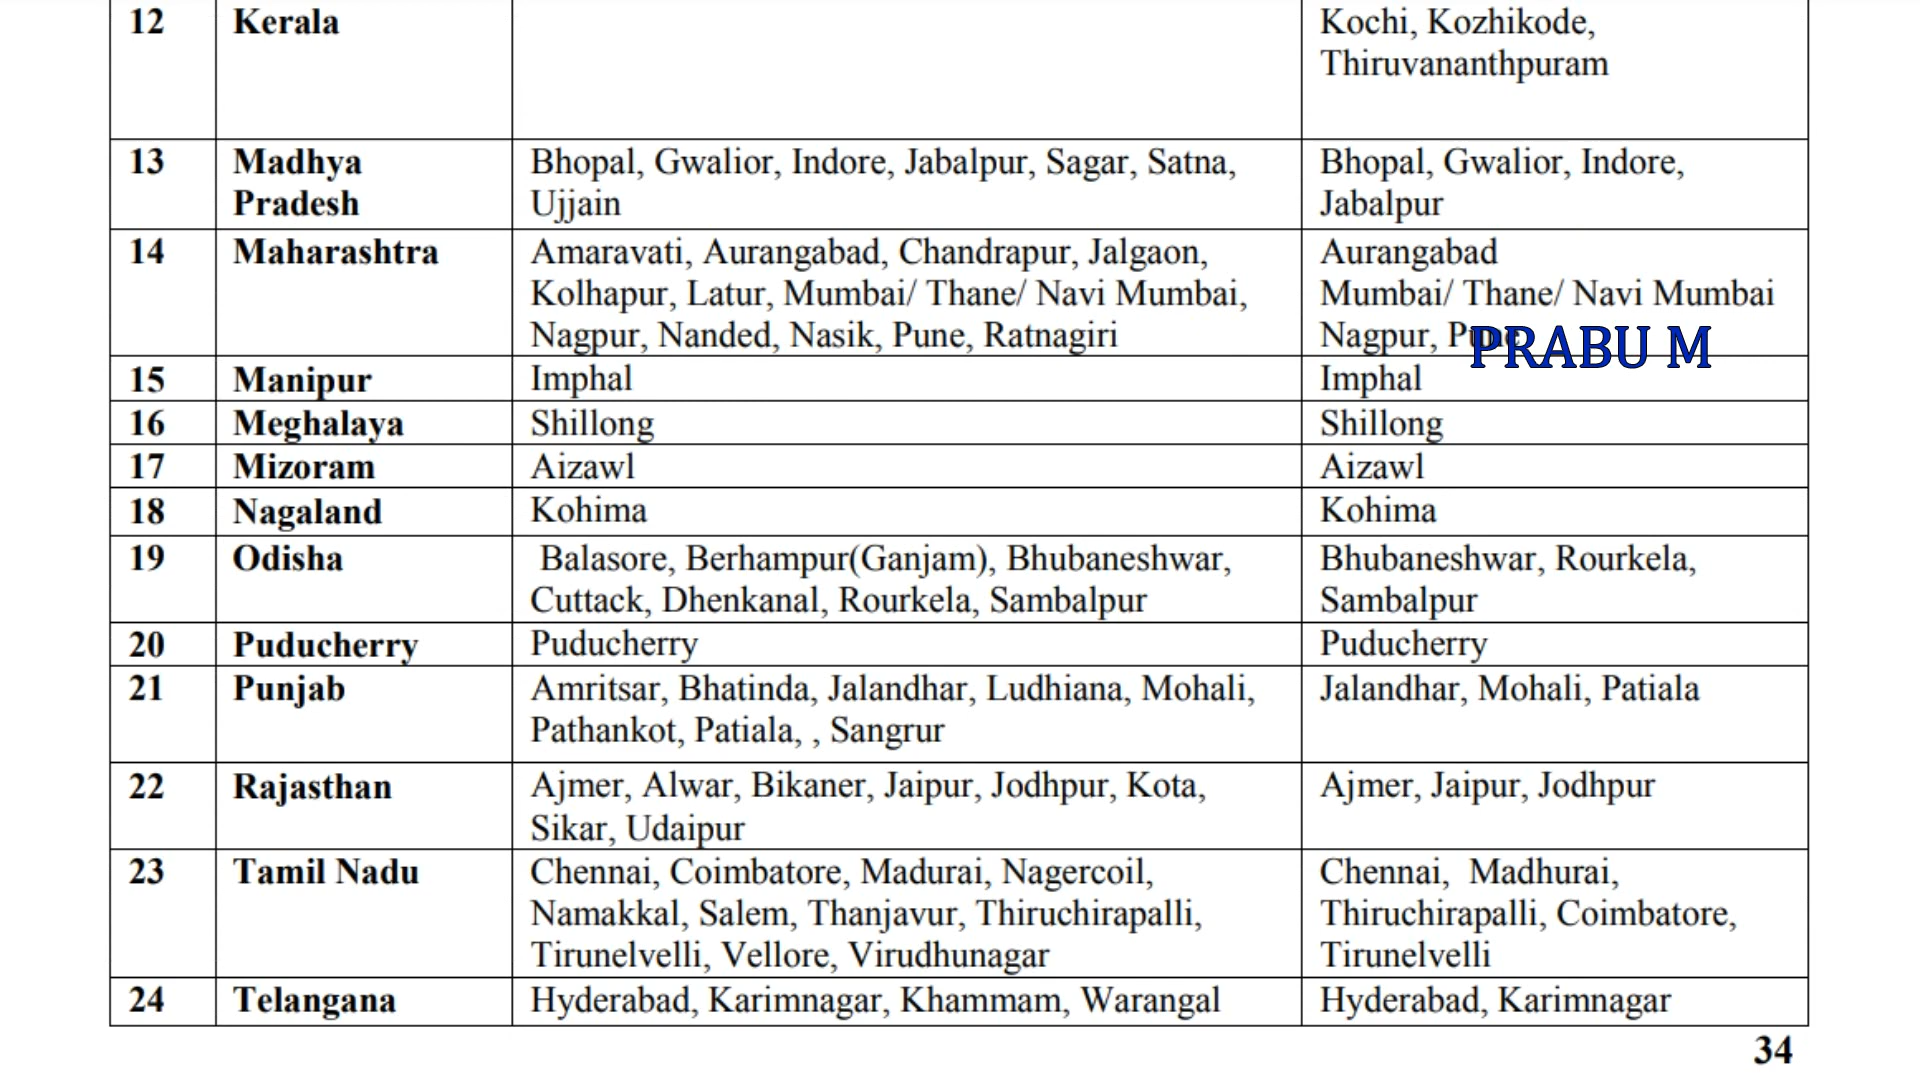 12 Kerala Kochi, Kozhikode,
Thiruvananthpuram
13 Madhya Bhopal, Gwalior, Indore, Jabalpur, Sagar, Satna, Bhopal, Gwalior, Indore,
Pradesh Ujjain Jabalpur
14 Maharashtra Amaravati, Aurangabad, Chandrapur, Jalgaon, Aurangabad
Kolhapur, Latur, Mumbai/ Thane/ Navi Mumbai, Mumbai/ Thane/ Navi Mumbai
Nagpur, Nanded, Nasik, Pune, Ratnagiri Nagpur, Pune
PRABU M
15 Manipur Imphal Imphal
16 Meghalaya Shillong Shillong
17 Mizoram Aizawl Aizawl
18 Nagaland Kohima Kohima
19 Odisha Balasore, Berhampur(Ganjam), Bhubaneshwar, Bhubaneshwar, Rourkela,
Cuttack, Dhenkanal, Rourkela, Sambalpur Sambalpur
20 Puducherry Puducherry Puducherry
21 Punjab Amritsar, Bhatinda, Jalandhar, Ludhiana, Mohali, Jalandhar, Mohali, Patiala
Pathankot, Patiala, , Sangrur
22 Rajasthan Ajmer, Alwar, Bikaner, Jaipur, Jodhpur, Kota, Ajmer, Jaipur, Jodhpur
Sikar, Udaipur
23 Tamil Nadu Chennai, Coimbatore, Madurai, Nagercoil, Chennai, Madhurai,
Namakkal, Salem, Thanjavur, Thiruchirapalli, Thiruchirapalli, Coimbatore,
Tirunelvelli, Vellore, Virudhunagar Tirunelvelli
24 Telangana Hyderabad, Karimnagar, Khammam, Warangal Hyderabad, Karimnagar
34